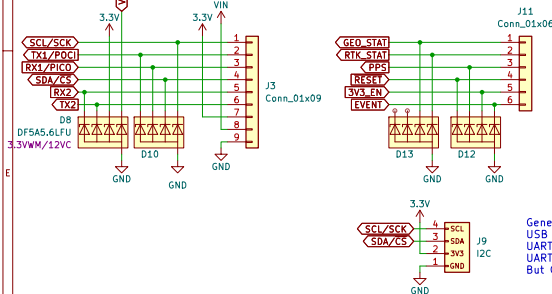 V
VIN
3.3V
3.3V
SCL/SCK
TX1/POCI
RX1/PICO
SDA/CS
RX2
TX2
1
2
3
4
5
6
7
8
9
J3
Conn_01x09
D8
DF5A5.6LFU
3.3VWM/12VC
D10
GND
GND
GND
E
J11
Conn_01x06
GEO_STAT
RTK_STAT
PPS
RESET
3V3_EN
EVENT
1
2
3
4
5
6
D13
D12
GND
GND
3.3V
SCL/SCK
SDA/CS
4
3
2
1
SCL
SDA
3V3
GND
J9
I2C
GND
Gene
USB
UART
UART
But